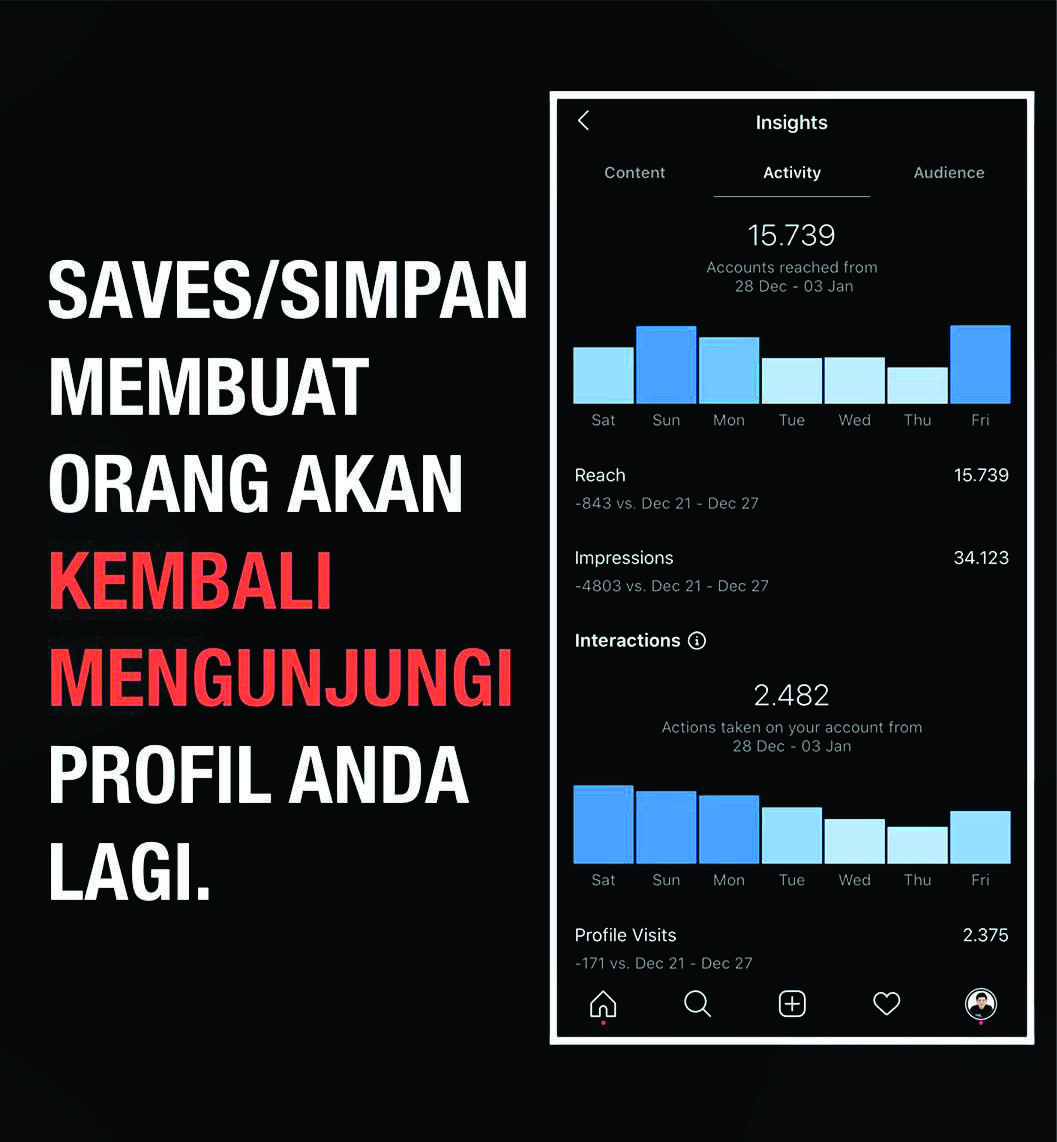 SAVES/SIMPAN
MEMBUAT
ORANG AKAN
KEMBALI
MENGUNJUNGI
PROFIL ANDA
LAGI.
Insights
Content Activity Audience
15.739
Accounts reached from
28 Dec - 03 Jan
Sat Sun Mon Tue Wed Thu Fri
Reach 15.739
-843 vs. Dec 21 - Dec 27
Impressions 34.123
-4803 vs. Dec 21 - Dec 27
Interactions
2.482
Actions taken on your account from
28 Dec - 03 Jan
Sat Sun Mon Tue Wed Thu Fri
Profile Visits 2.375
-171 vs. Dec 21 - Dec 27